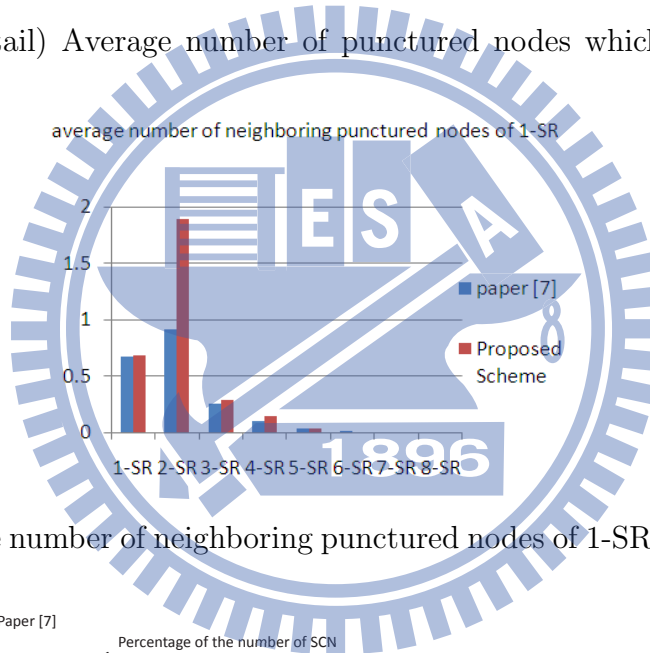 ail) Average number of punctured nodes which
average number of neighboring punctured nodes of 1-SR
ES
A
2
1.5
1
0.5
0
paper [7]
Proposed
Scheme
8
1896
1-SR 2-SR 3-SR 4-SR 5-SR 6-SR 7-SR 8-SR
number of neighboring punctured nodes of 1-SR
Paper [7]
Percentage of the number of SCN